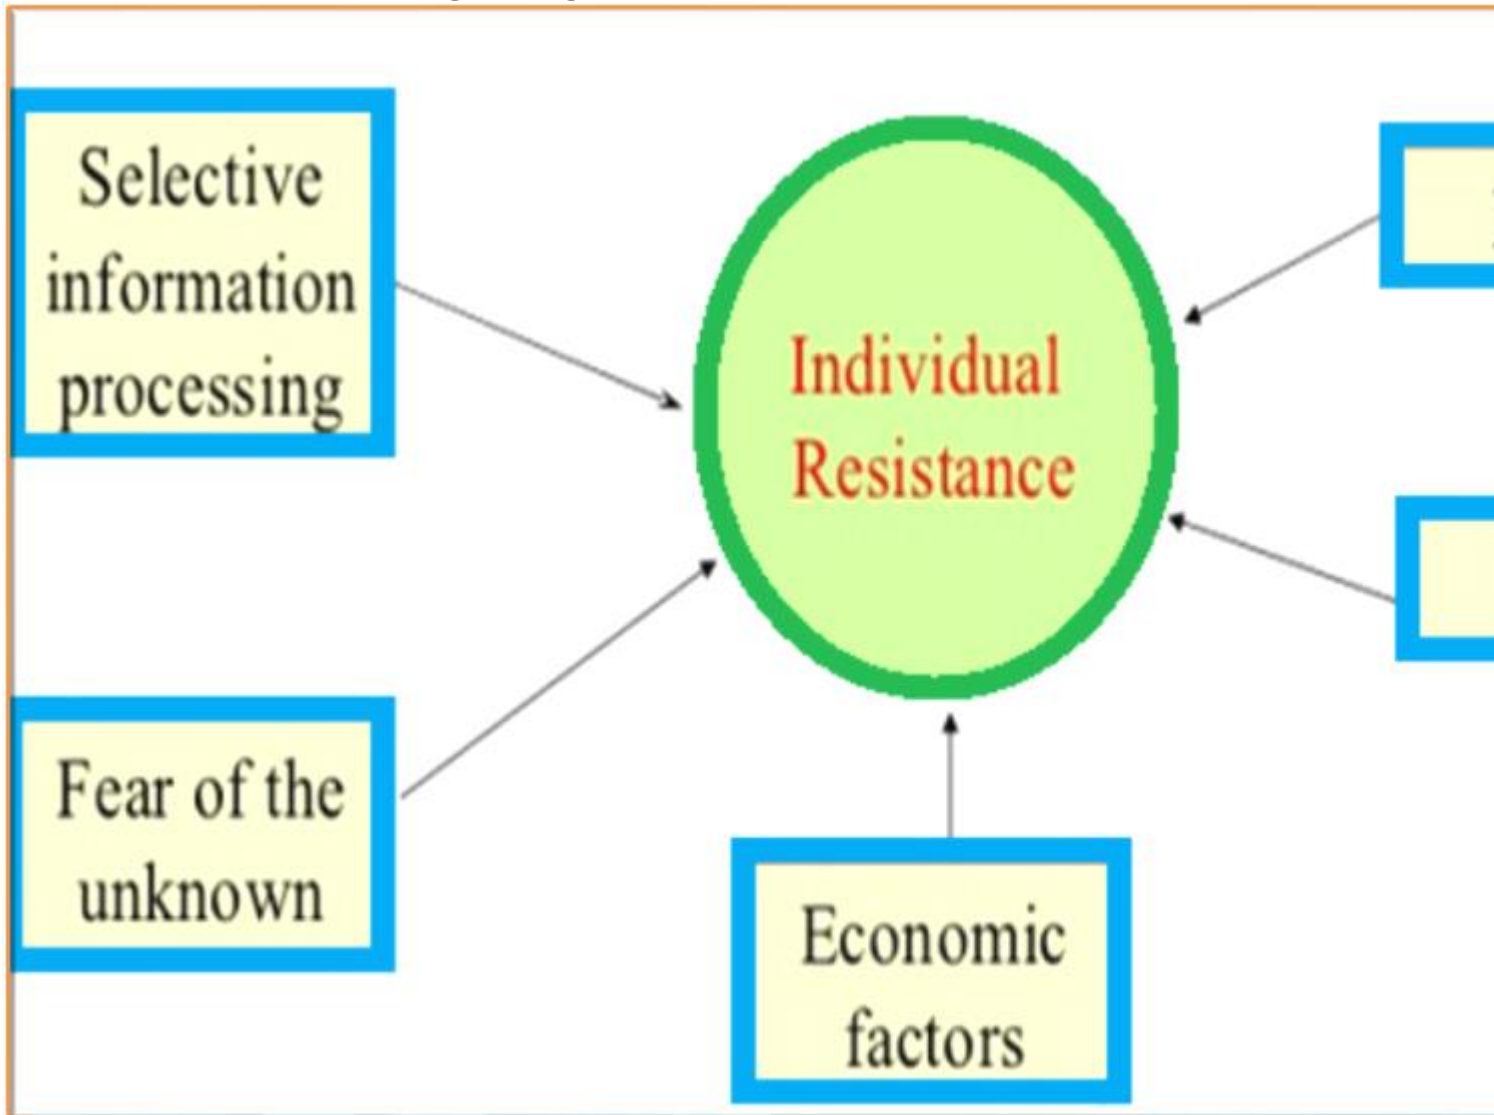 Selective
information
processing
Individual
Resistance
Fear of the
unknown
Economic
factors